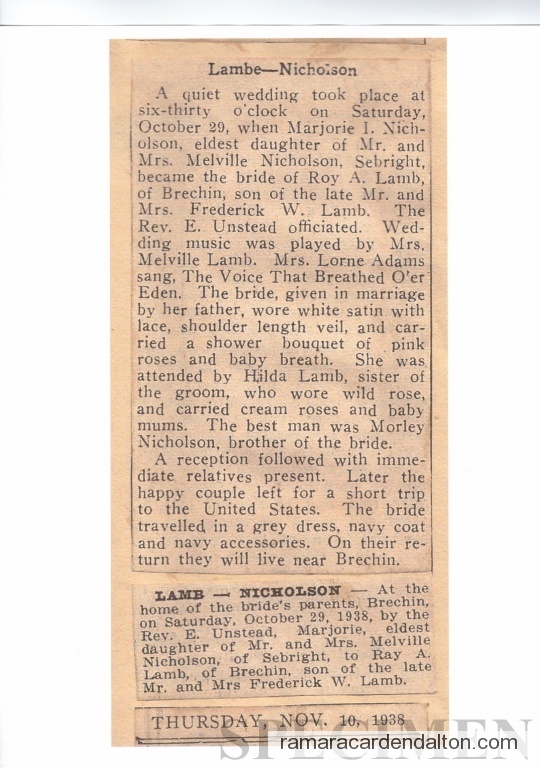 Lambe—Nicholson
A quiet wedding took place at
six-thirty o'clock on Saturday,
October 29, when Marjorie I. Nich-
olson, eldest daughter of Mr. and
Mrs. Melville Nicholson, Sebright,
became the bride of Roy A. Lamb,
of Brechin, son of the late Mr. and
Mrs. Frederick W. Lamb. The
Rev. E. Unstead officiated. Wed-
ding music was played by Mrs.
Melville Lamb. Mrs. Lorne Adams
sang, The Voice That Breathed O'er
Eden. The bride, given in marriage
by her father, wore white satin with
lace, shoulder length veil, and car-
ried a shower bouquet of pink
roses and baby breath. She was
attended by Hilda Lamb, sister of
the groom, who wore wild rose,
and carried cream roses and baby
mums. The best man was Morley
Nicholson, brother of the bride.
A reception followed with imme-
diate relatives present. Later the
happy couple left for a short trip
to the United States. The bride
travelled in a grey dress, navy coat
and navy accessories. On their re-
turn they will live near Brechin.
LAMB — NICHOLSON — At the
home of the bride's parents, Brechin,
on Saturday, October 29, 1938, by the
Rev. E. Unstead, Marjorie, eldest
daughter of Mr. and Mrs. Melville
Nicholson, of Sebright, to Ray A.
Lamb, of Brechin, son of the late
Mr. and Mrs Frederick W. Lamb.
THURSDAY, NOV. 10, 1938
SPECIMEN
ramaracardendalton.com